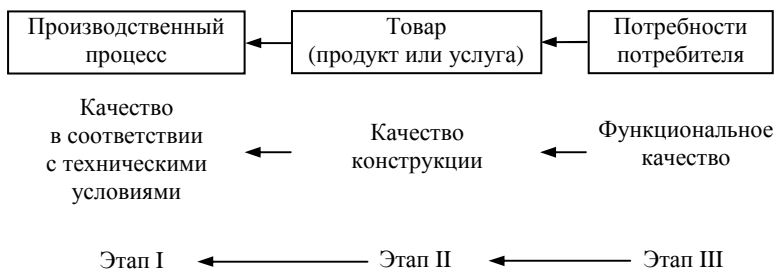 Производственный
процесс
Товар
(продукт или услуга)
Потребности
потребителя
Качество
в соответствии
с техническими
условиями
Качество
конструкции
Функциональное
качество
Этап I
Этап II
Этап III